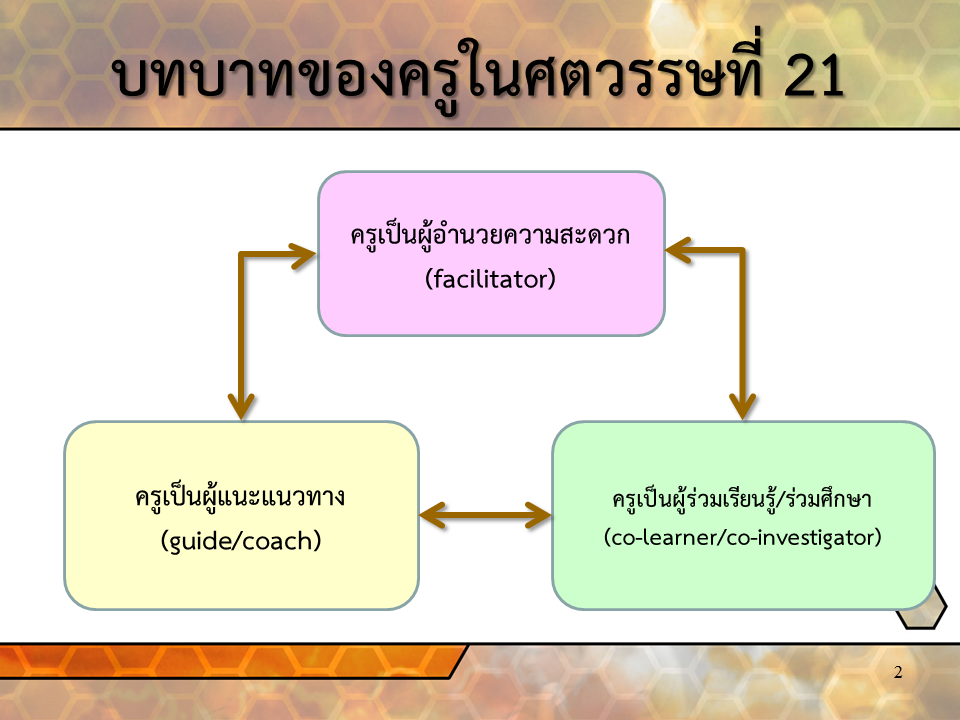 บทบาทของครูในศตวรรษที่ 21
ครูเป็นผู้อำนวยความสะดวก
(facilitator)
ครูเป็นผู้แนะแนวทาง
(guide/coach)
ครูเป็นผู้ร่วมเรียนรู้/ร่วมศึกษา
(co-learner/co-investigator)
2